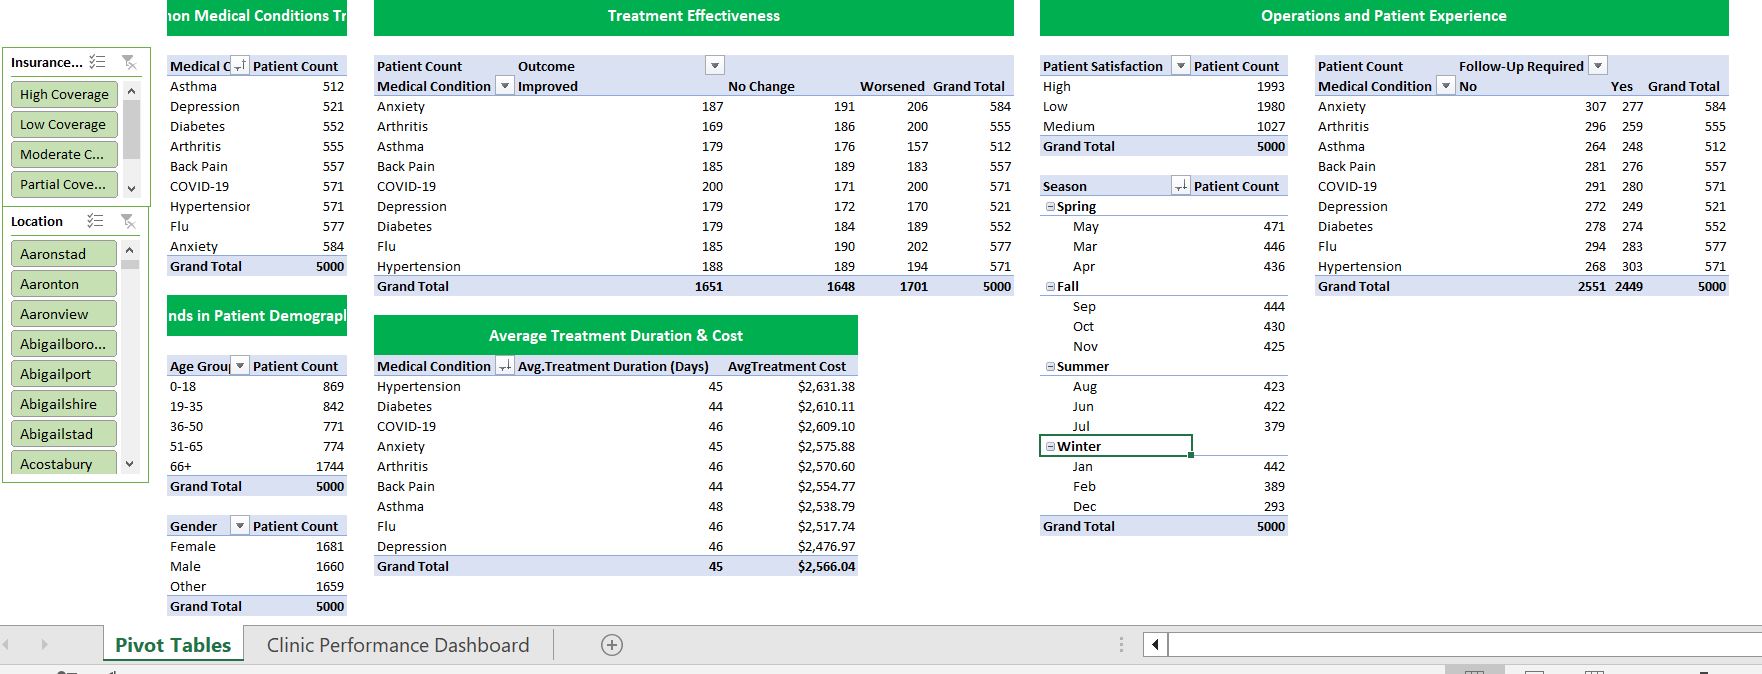 Insurance...
High Coverage
Low Coverage
Moderate C...
Partial Cove...
Location
Aaronstad
Aaronton
Aaronview
Abigailboro...
Abigailport
Abigailshire
Abigailstad
Acostabury
non Medical Conditions Tr
Medical C Patient Count
Asthma 512
Depression 521
Diabetes 552
Arthritis 555
Back Pain 557
COVID-19 571
Hypertension 571
Flu 577
Anxiety 584
Grand Total 5000
nds in Patient Demograpl
Age Grou Patient Count
0-18 869
19-35 842
36-50 771
51-65 774
66+ 1744
Grand Total 5000
Gender Patient Count
Female 1681
Male 1660
Other 1659
Grand Total 5000
Treatment Effectiveness
Patient Count Outcome
Medical Condition Improved No Change Worsened Grand Total
Anxiety 187 191 206 584
Arthritis 169 186 200 555
Asthma 179 176 157 512
Back Pain 185 189 183 557
COVID-19 200 171 200 571
Depression 179 172 170 521
Diabetes 179 184 189 552
Flu 185 190 202 577
Hypertension 188 189 194 571
Grand Total 1651 1648 1701 5000
Average Treatment Duration & Cost
Medical Condition Avg.Treatment Duration (Days) AvgTreatment Cost
Hypertension 45 $2,631.38
Diabetes 44 $2,610.11
COVID-19 46 $2,609.10
Anxiety 45 $2,575.88
Arthritis 46 $2,570.60
Back Pain 44 $2,554.77
Asthma 48 $2,538.79
Flu 46 $2,517.74
Depression 46 $2,476.97
Grand Total 45 $2,566.04
Operations and Patient Experience
Patient Satisfaction Patient Count
High 1993
Low 1980
Medium 1027
Grand Total 5000
Season Patient Count
Spring
May 471
Mar 446
Apr 436
Fall
Sep 444
Oct 430
Nov 425
Summer
Aug 423
Jun 422
Jul 379
Winter
Jan 442
Feb 389
Dec 293
Grand Total 5000
Patient Count Follow-Up Required
Medical Condition No Yes Grand Total
Anxiety 307 277 584
Arthritis 296 259 555
Asthma 264 248 512
Back Pain 281 276 557
COVID-19 291 280 571
Depression 272 249 521
Diabetes 278 274 552
Flu 294 283 577
Hypertension 268 303 571
Grand Total 2551 2449 5000
Pivot Tables
Clinic Performance Dashboard